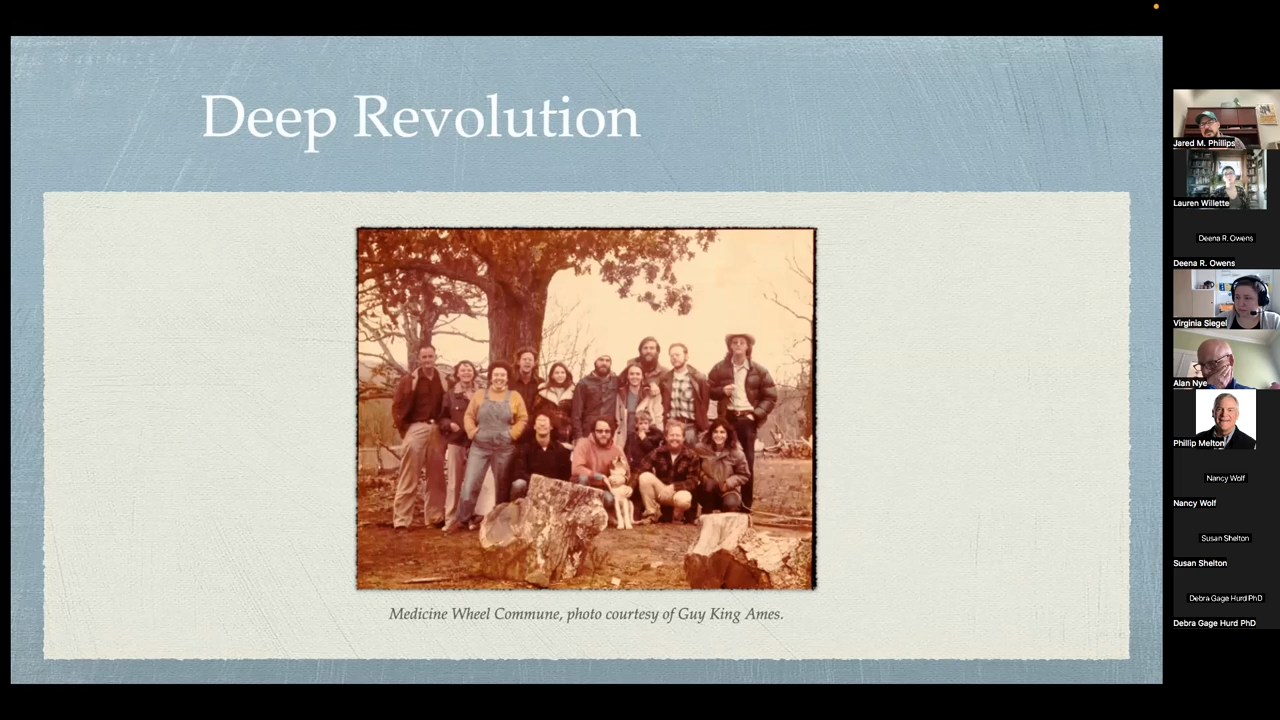 Deep Revolution
Medicine Wheel Commune, photo courtesy of Guy King Ames.
Jared M. Phillips
Lauren Willette
Deena R. Owens
Deena R. Owens
Virginia Siegel
Alan Nye
Phillip Melton
Nancy Wolf
Nancy Wolf
Susan Shelton
Susan Shelton
Debra Gage Hurd PhD
Debra Gage Hurd PhD